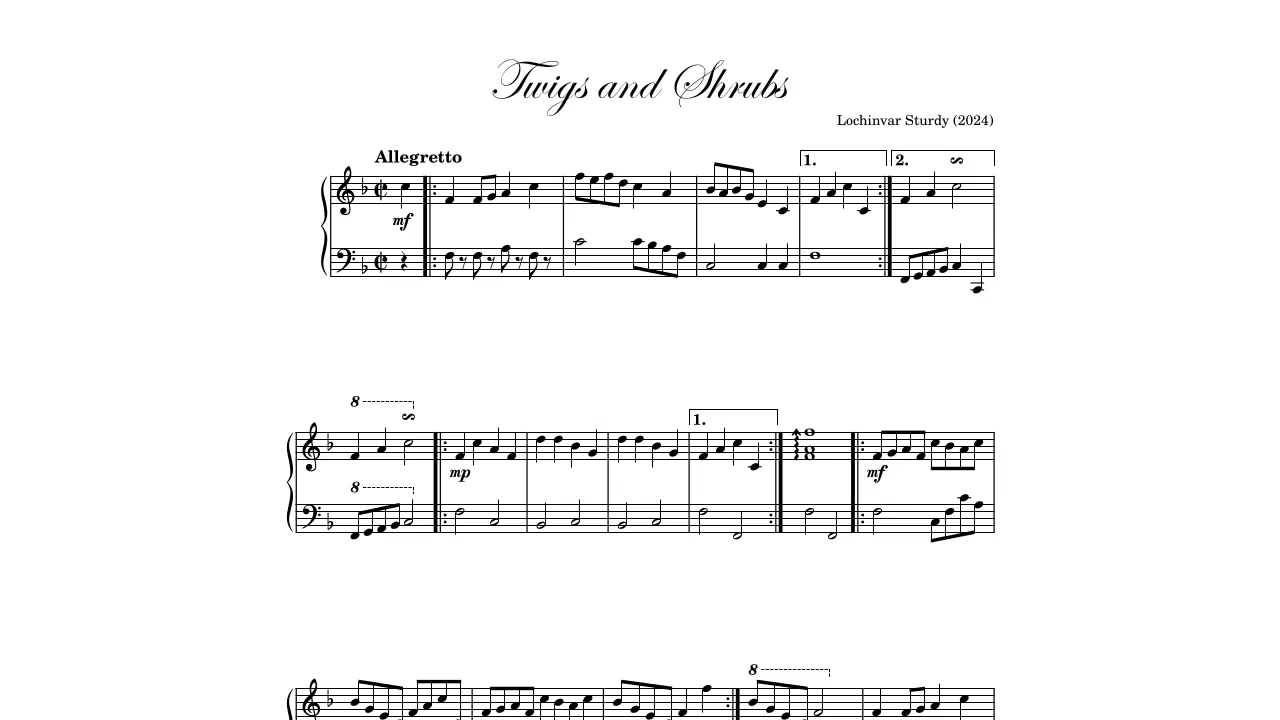 Twigs and Shrubs
Lochinvar Sturdy (2024)
Allegretto
1.
2.
mf
8
1.
mp
mf
8
8